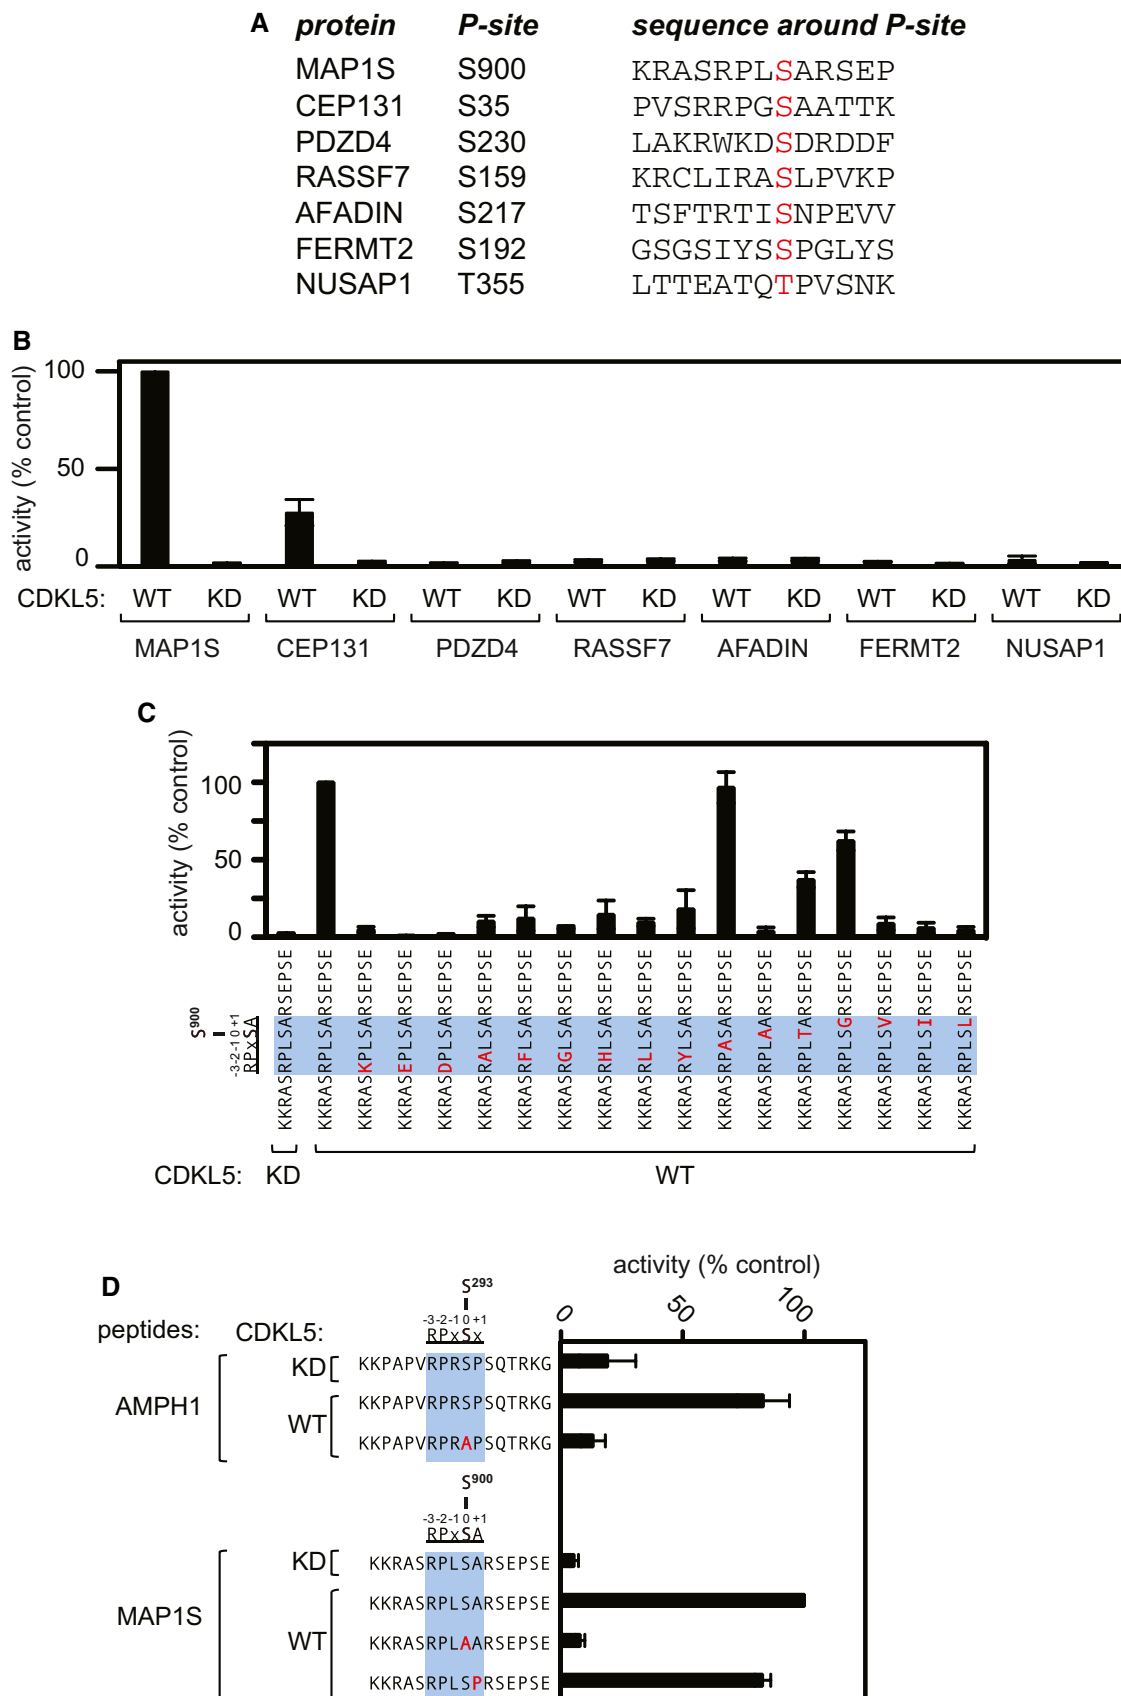 A protein P-site sequence around P-site
MAP1S S900 KRASRPLSARSEP
CEP131 S35 PVSRRPGSAATTK
PDZD4 S230 LAKRWKDSDRDDF
RASSF7 S159 KRCLIRASLPVKP
AFADIN S217 TSFTRTISNPEVV
FERMT2 S192 GSGSIYSSPGLYS
NUSAP1 T355 LTTEATQTPVSNK
B
activity (% control)
100
50
0
CDKL5: WT KD WT KD WT KD WT KD WT KD WT KD WT KD
MAP1S CEP131 PDZD4 RASSF7 AFADIN FERMT2 NUSAP1
C
activity (% control)
100
50
0
S900
-3-2-1 0 +1
RPxSA
KKRASRPLSARSEPSE
KKRASRPLSARSEPSE
KKRASKPLSARSEPSE
KKRASEPLSARSEPSE
KKRASDPLSARSEPSE
KKRASRALSARSEPSE
KKRASRFLSARSEPSE
KKRASRGLSARSEPSE
KKRASRHLSARSEPSE
KKRASRLLSARSEPSE
KKRASRYLSARSEPSE
KKRASRPASARSEPSE
KKRASRPLAARSEPSE
KKRASRPLTARSEPSE
KKRASRPLSGRSEPSE
KKRASRPLSVRSEPSE
KKRASRPLSIRSEPSE
KKRASRPLSLRSEPSE
CDKL5: KD WT
D
activity (% control)
0 50 100
S293
-3-2-1 0 +1
peptides: CDKL5: RPxSx
KD KKPAPVRPRSPSQTRKG
AMPH1
WT
KKPAPVRPRSPSQTRKG
KKPAPVRPRAPSQTRKG
S900
-3-2-1 0 +1
RPxSA
KD KKRASRPLSARSEPSE
MAP1S
WT
KKRASRPLSARSEPSE
KKRASRPLAARSEPSE
KKRASRPLSPRSEPSE